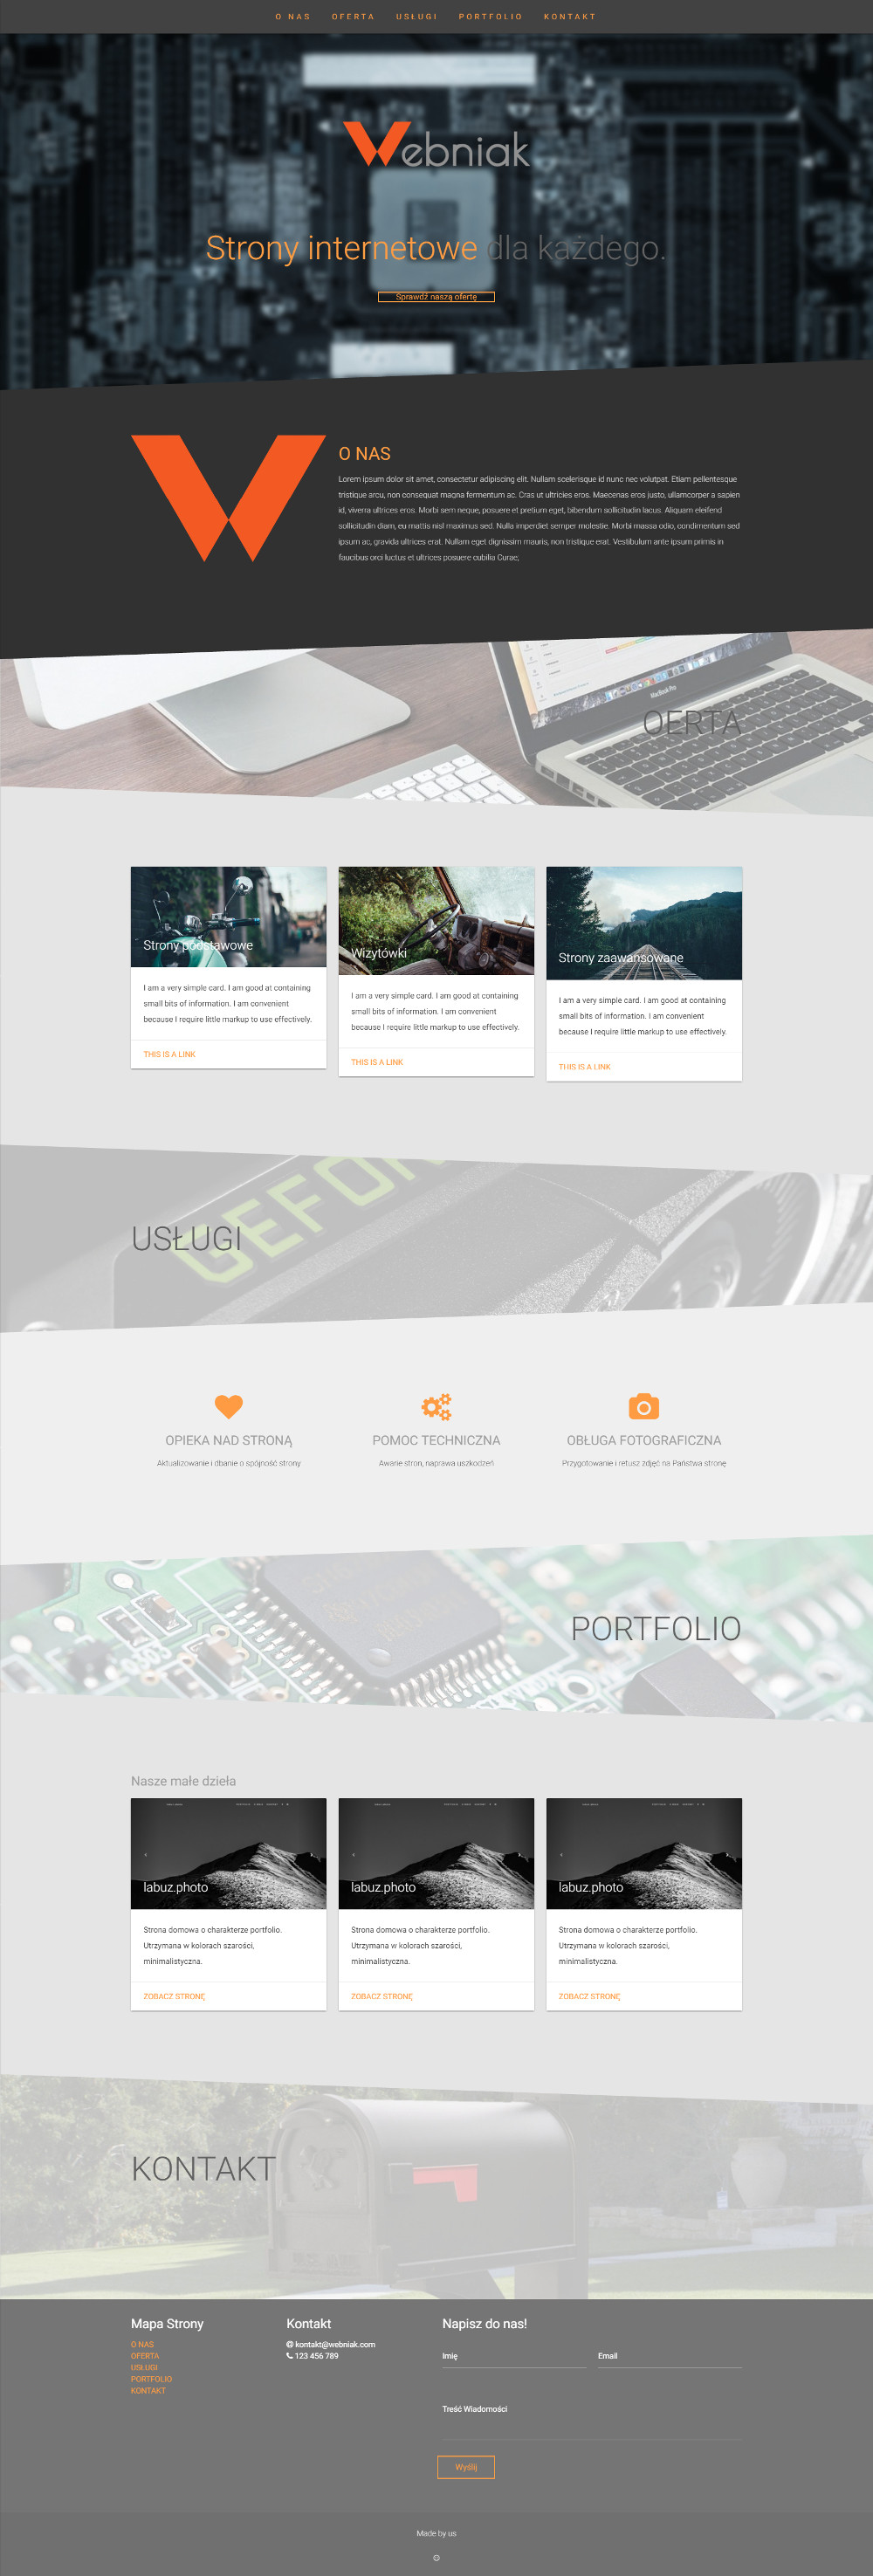 O NAS OFERTA USŁUGI PORTFOLIO KONTAKT
Webniak
Strony internetowe dla każdego.
Sprawdź naszą ofertę
O NAS
Lorem ipsum dolor sit amet, consectetur adipiscing elit. Nullam scelerisque id nunc nec volutpat. Etiam pellentesque
tristique arcu, non consequat magna fermentum ac. Cras ut ultricies eros. Maecenas eros justo, ullamcorper a sapien
id, viverra ultrices eros. Morbi sem neque, posuere et pretium eget, bibendum sollicitudin lacus. Aliquam eleifend
sollicitudin diam, eu mattis nisl maximus sed. Nulla imperdiet semper molestie. Morbi massa odio, condimentum sed
ipsum ac, gravida ultrices erat. Nullam eget dignissim mauris, non tristique erat. Vestibulum ante ipsum primis in
faucibus orci luctus et ultrices posuere cubilia Curae;
MacBook Pro
OERTA
Strony podstawowe
I am a very simple card. I am good at containing
small bits of information. I am convenient
because I require little markup to use effectively.
THIS IS A LINK
Wizytówki
I am a very simple card. I am good at containing
small bits of information. I am convenient
because I require little markup to use effectively.
THIS IS A LINK
Strony zaawansowane
I am a very simple card. I am good at containing
small bits of information. I am convenient
because I require little markup to use effectively.
THIS IS A LINK
GEFOR
USŁUGI
OPIEKA NAD STRONĄ
Aktualizowanie i dbanie o spójność strony
POMOC TECHNICZNA
Awarie stron, naprawa uszkodzeń
OBŁUGA FOTOGRAFICZNA
Przygotowanie i retusz zdjęć na Państwa stronę
PORTFOLIO
Nasze małe dzieła
labuz.photo
Strona domowa o charakterze portfolio.
Utrzymana w kolorach szarości,
minimalistyczna.
ZOBACZ STRONĘ
labuz.photo
Strona domowa o charakterze portfolio.
Utrzymana w kolorach szarości,
minimalistyczna.
ZOBACZ STRONĘ
labuz.photo
Strona domowa o charakterze portfolio.
Utrzymana w kolorach szarości,
minimalistyczna.
ZOBACZ STRONĘ
KONTAKT
Mapa Strony
O NAS
OFERTA
USŁUGI
PORTFOLIO
KONTAKT
Kontakt
@ kontakt@webniak.com
123 456 789
Napisz do nas!
Imię
Email
Treść Wiadomości
Wyślij
Made by us